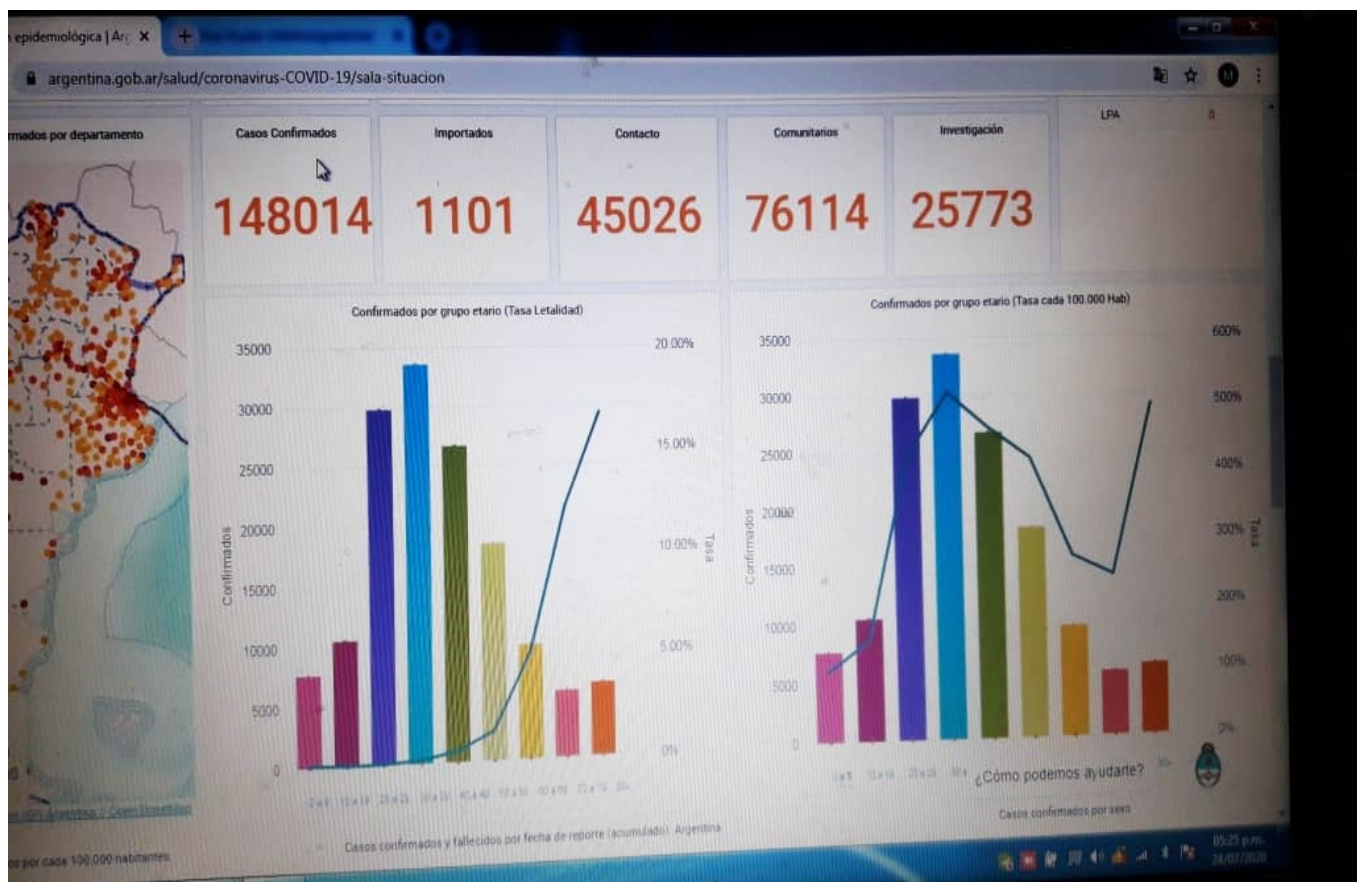 epidemiológica | Ar
argentina.gob.ar/salud/coronavirus-COVID-19/sala-situacion
M
rmados por departamento
Casos Confirmados
148014
Importados
1101
Contacto
45026
Comunitarios
76114
Investigación
25773
LPA
0
Confirmados por grupo etario (Tasa Letalidad)
35000
30000
25000
20000
15000
10000
5000
0
Confirmados
20.00%
15.00%
10.00%
5.00%
0%
Tasa
Confirmados por grupo etario (Tasa cada 100.000 Hab)
35000
30000
25000
20000
15000
10000
5000
0
Confirmados
600%
500%
400%
300%
200%
100%
0%
Tasa
¿Cómo podemos ayudarte?
Argentina
OpenStreetMap
os por cada 100.000 habitantes
Casos confirmados y fallecidos por fecha de reporte (acumulado). Argentina
Casos confirmados por sexo
05:25 p.m.
24/07/2020